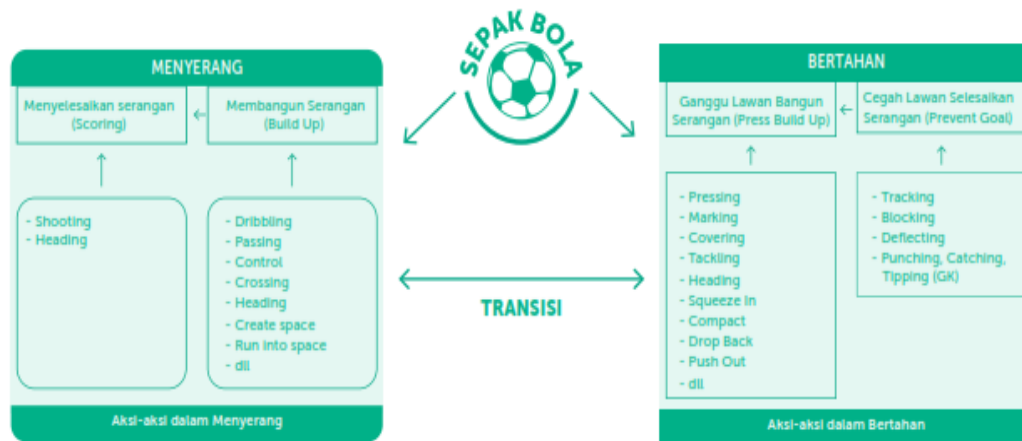 SEPAK BOLA
MENYERANG
Menyelesaikan serangan
(Scoring)
Membangun Serangan
(Build Up)
- Shooting
- Heading
- Dribbling
- Passing
- Control
- Crossing
- Heading
- Create space
- Run into space
- dll
Aksi-aksi dalam Menyerang
TRANSISI
BERTAHAN
Ganggu Lawan Bangun
Serangan (Press Build Up)
Cegah Lawan Selesaikan
Serangan (Prevent Goal)
- Pressing
- Marking
- Covering
- Tackling
- Heading
- Squeeze In
- Compact
- Drop Back
- Push Out
- dll
- Tracking
- Blocking
- Deflecting
- Punching, Catching,
Tipping (GK)
Aksi-aksi dalam Bertahan